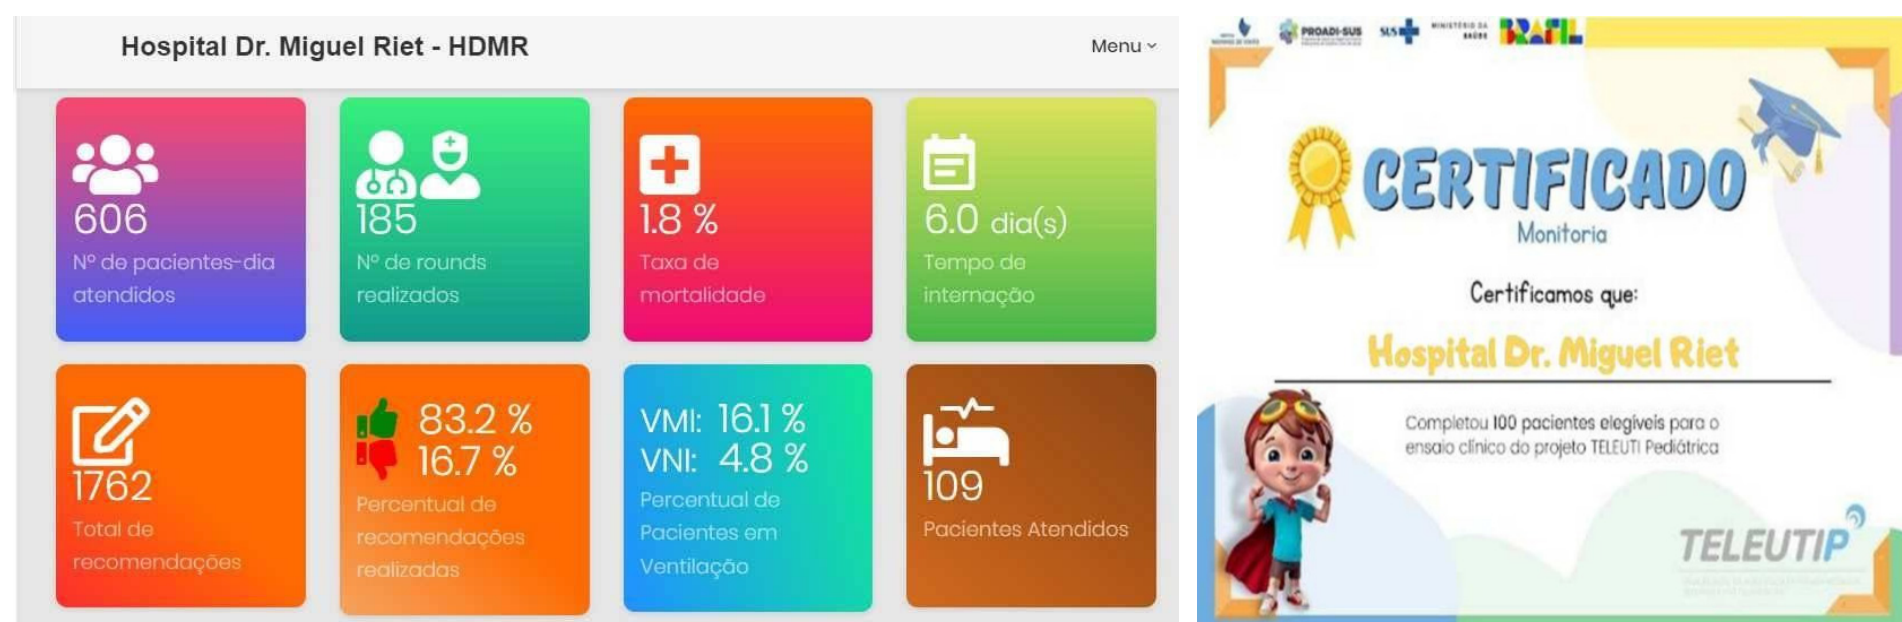 Hospital Dr. Miguel Riet - HDMR
Menu
606
Nº de pacientes-dia
atendidos
185
Nº de rounds
realizados
1.8 %
Taxa de
mortalidade
6.0 dia(s)
Tempo de
internação
1762
Total de
recomendações
83.2 %
16.7 %
Percentual de
recomendações
realizadas
VMI: 16.1 %
VNI: 4.8 %
Percentual de
Pacientes em
Ventilação
109
Pacientes Atendidos
PROADI-SUS
SUS
MINISTÉRIO DA
SAÚDE
BRASIL
CERTIFICADO
Monitoria
Certificamos que:
Hospital Dr. Miguel Riet
Completou 100 pacientes elegíveis para o
ensaio clínico do projeto TELEUTI Pediátrica
TELEUTIP